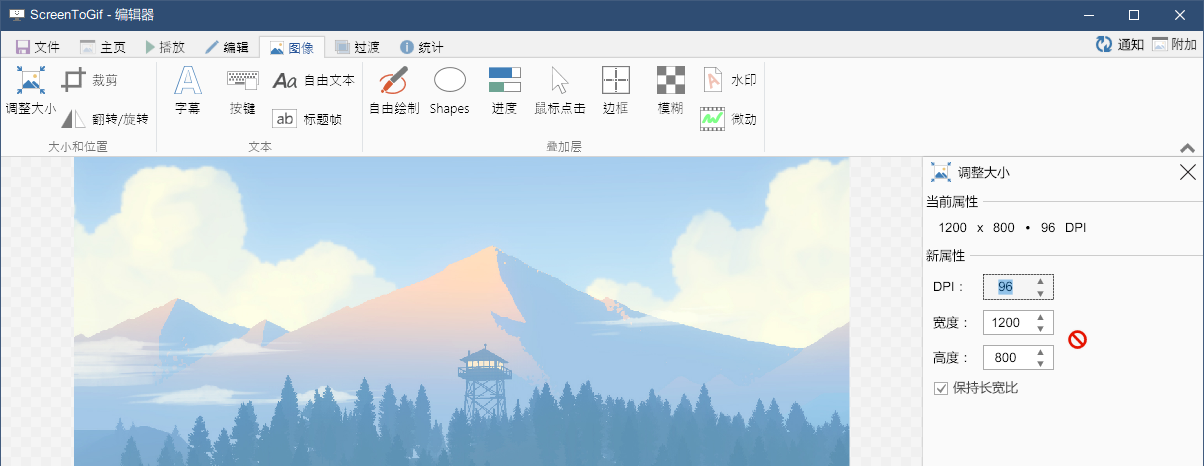 ScreenToGif - 编辑器
文件 主页 播放 编辑 图像 过渡 统计 通知 附加
调整大小 裁剪 翻转/旋转
大小和位置
字幕 按键 Aa 自由文本 ab 标题帧
文本
自由绘制 Shapes 进度 鼠标点击 边框 模糊 A 水印 微动
叠加层
调整大小
当前属性
1200 x 800 • 96 DPI
新属性
DPI： 96
宽度： 1200
高度： 800
保持长宽比